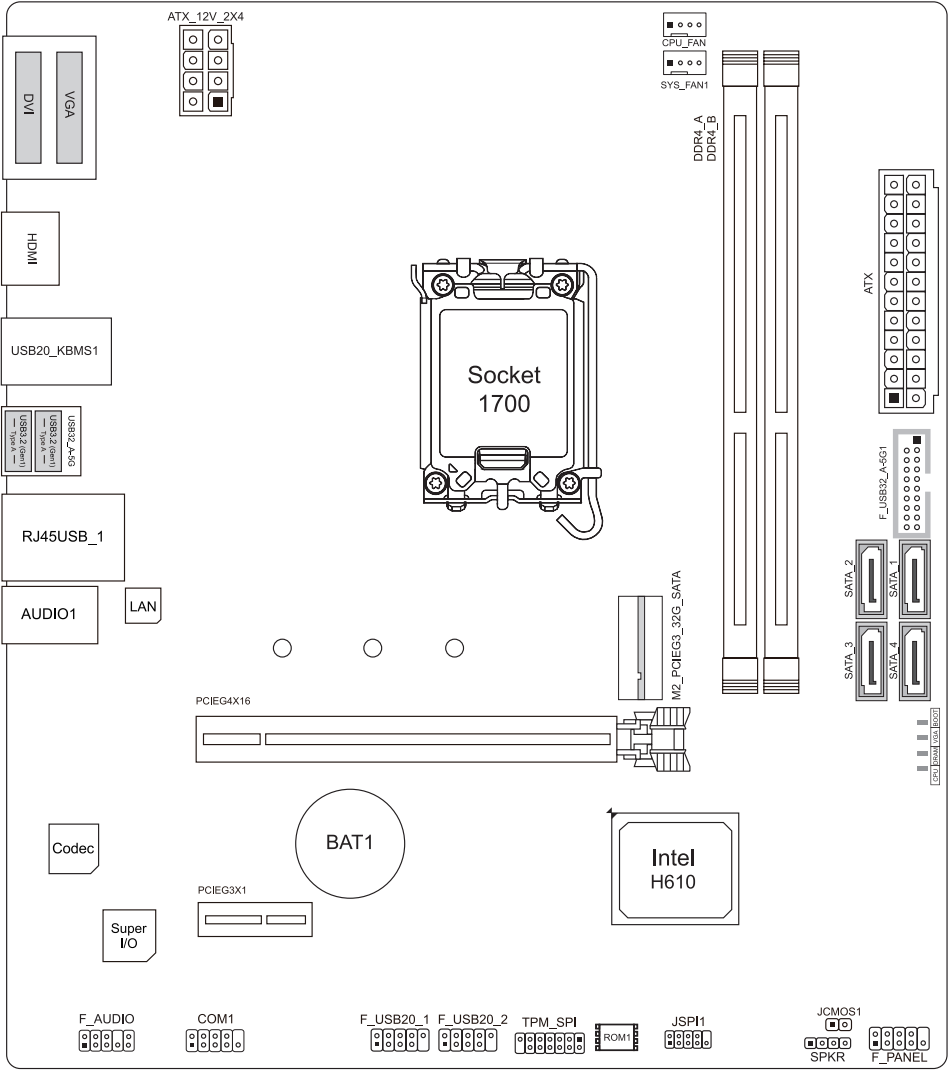 ATX_12V_2X4
CPU_FAN
SYS_FAN1
DVI
VGA
DDR4_A
DDR4_B
HDMI
ATX
USB20_KBMS1
Socket
1700
USB3.2 (Gen1)
Type A
USB3.2 (Gen1)
Type A
USB32_A-5G
F_USB32_A-5G1
RJ45USB_1
SATA_2
SATA_1
AUDIO1
LAN
M2_PCIEG3_32G_SATA
SATA_3
SATA_4
PCIEG4X16
CPU
DRAM
VGA
BOOT
BAT1
Codec
Intel
H610
PCIEG3X1
Super
I/O
F_AUDIO
COM1
F_USB20_1
F_USB20_2
TPM_SPI
ROM1
JSPI1
JCMOS1
SPKR
F_PANEL